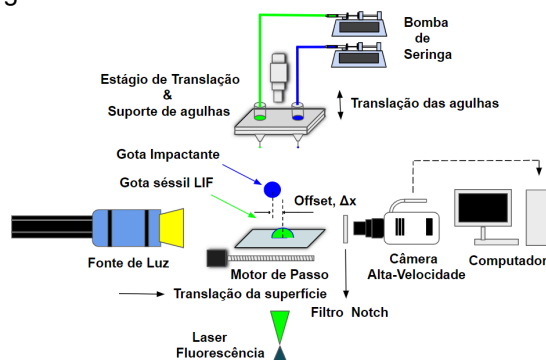 Bomba
de
Seringa
Estágio de Translação
&
Suporte de agulhas
Translação das agulhas
Gota Impactante
Gota séssil LIF
Offset, Δx
Fonte de Luz
Motor de Passo
Câmera
Alta-Velocidade
Computador
Translação da superfície
Filtro Notch
Laser
Fluorescência